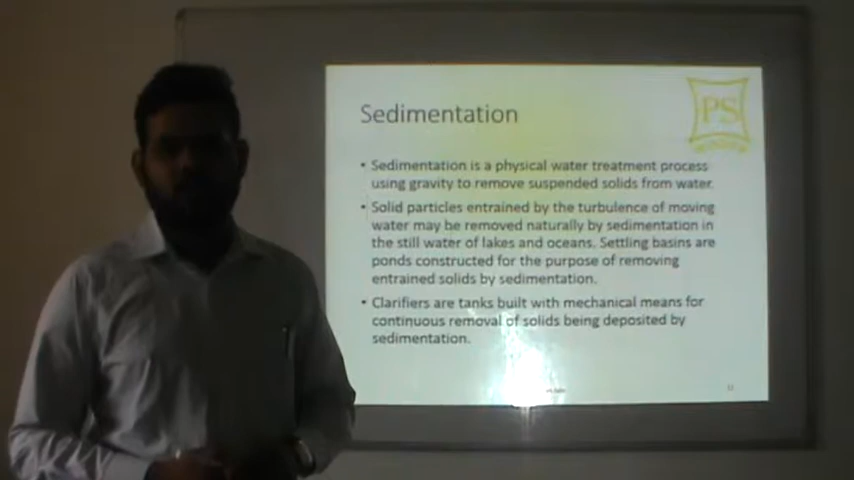 PS
Sedimentation
• Sedimentation is a physical water treatment process
using gravity to remove suspended solids from water.
• Solid particles entrained by the turbulence of moving
water may be removed naturally by sedimentation in
the still water of lakes and oceans. Settling basins are
ponds constructed for the purpose of removing
entrained solids by sedimentation.
• Clarifiers are tanks built with mechanical means for
continuous removal of solids being deposited by
sedimentation.